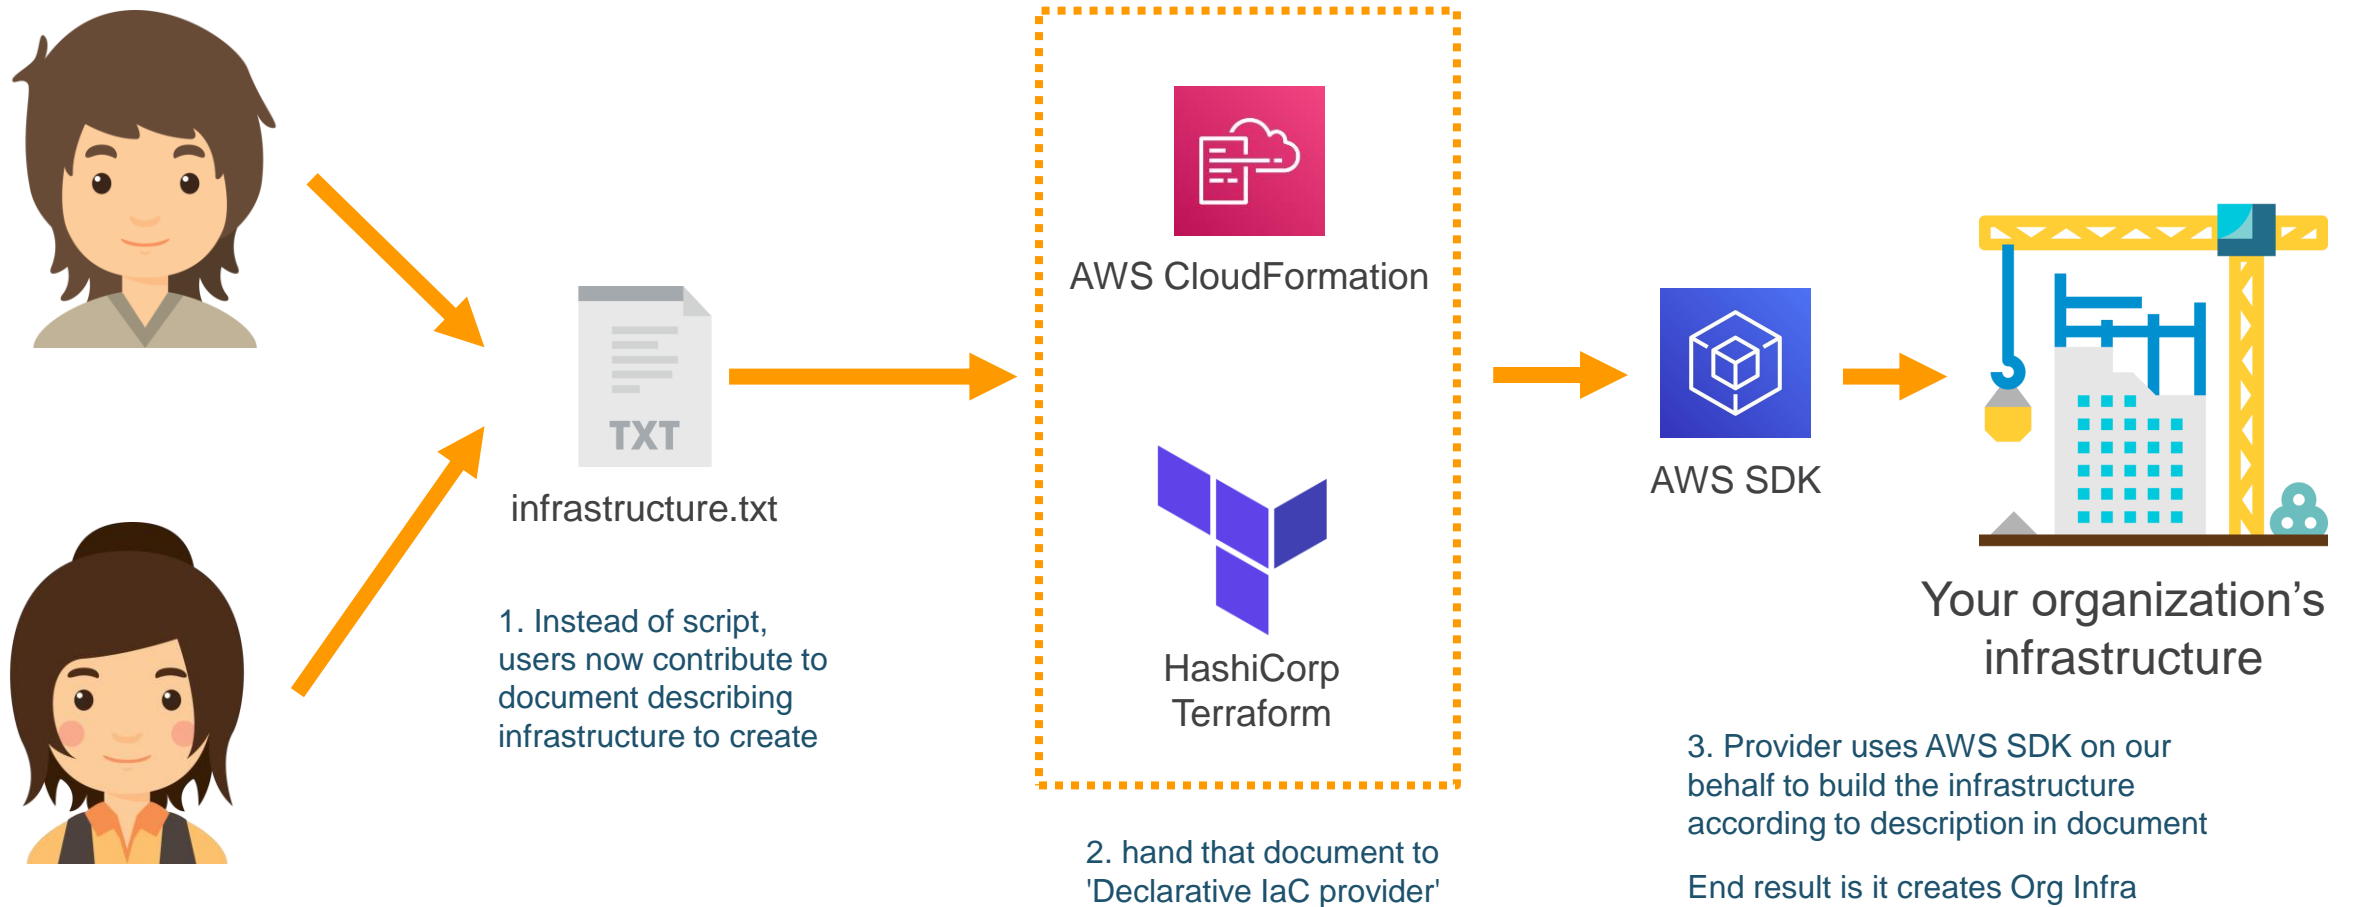 AWS CloudFormation
TXT
infrastructure.txt
1. Instead of script,
users now contribute to
document describing
infrastructure to create
HashiCorp
Terraform
2. hand that document to
'Declarative IaC provider'
AWS SDK
Your organization’s
infrastructure
3. Provider uses AWS SDK on our
behalf to build the infrastructure
according to description in document
End result is it creates Org Infra